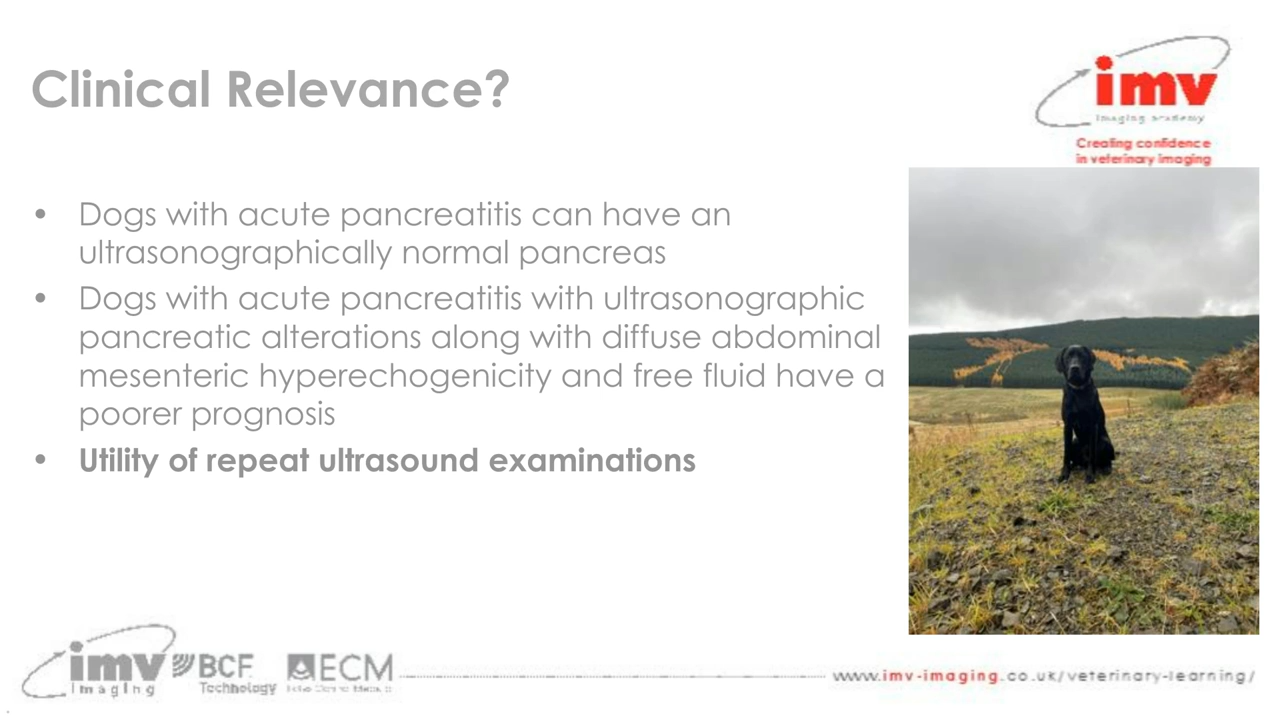 Clinical Relevance?
imv
imaging academy
Creating confidence
in veterinary imaging
• Dogs with acute pancreatitis can have an
ultrasonographically normal pancreas
• Dogs with acute pancreatitis with ultrasonographic
pancreatic alterations along with diffuse abdominal
mesenteric hyperechogenicity and free fluid have a
poorer prognosis
• Utility of repeat ultrasound examinations
imv
imaging
BCF
Technology
ECM
www.imv-imaging.co.uk/veterinary-learning/